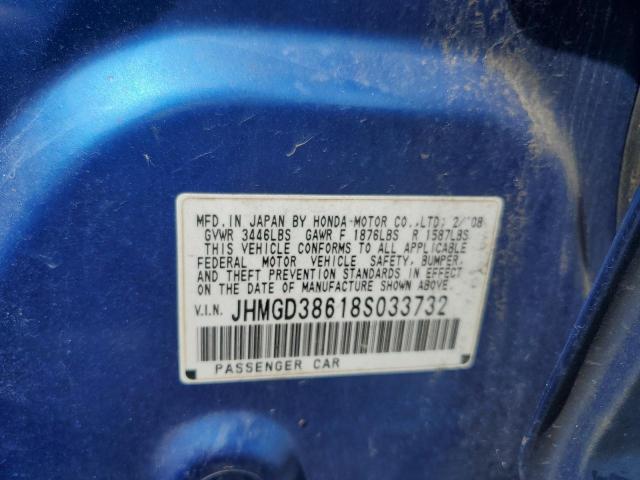 MFD. IN JAPAN BY HONDA MOTOR CO.,LTD. 2/08
GVWR 3446LBS GAWR F 1876LBS R 1587LBS
THIS VEHICLE CONFORMS TO ALL APPLICABLE
FEDERAL MOTOR VEHICLE SAFETY, BUMPER,
AND THEFT PREVENTION STANDARDS IN EFFECT
ON THE DATE OF MANUFACTURE SHOWN ABOVE.
V.I.N. JHMGD38618S033732
PASSENGER CAR